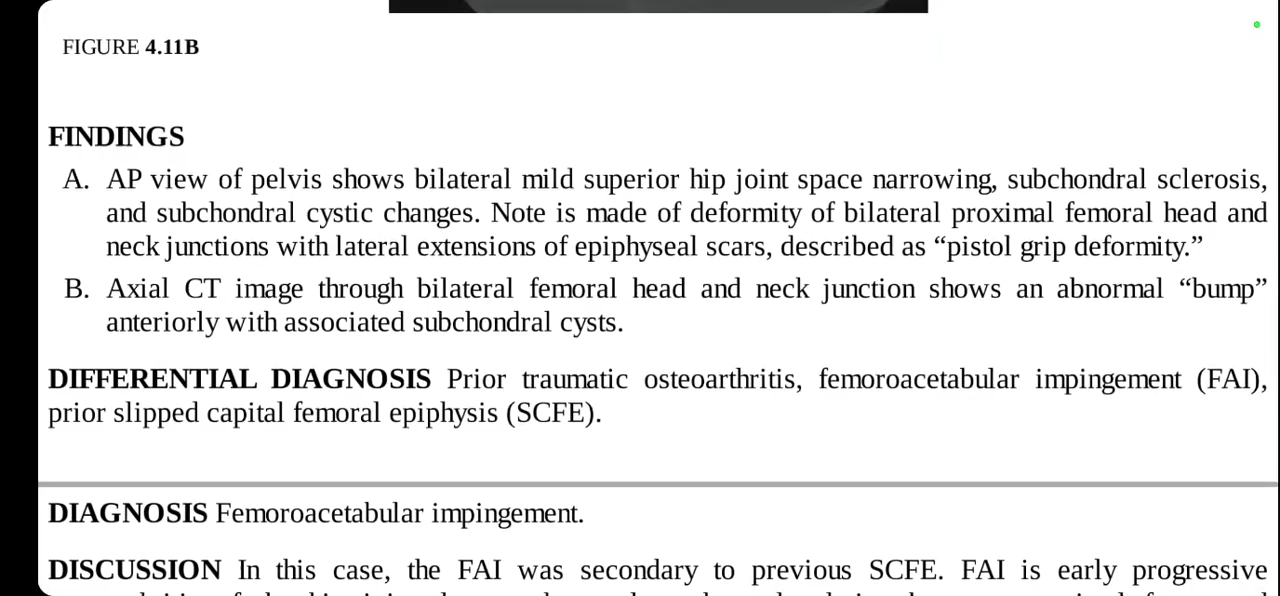 FIGURE 4.11B
FINDINGS
A. AP view of pelvis shows bilateral mild superior hip joint space narrowing, subchondral sclerosis,
and subchondral cystic changes. Note is made of deformity of bilateral proximal femoral head and
neck junctions with lateral extensions of epiphyseal scars, described as “pistol grip deformity.”
B. Axial CT image through bilateral femoral head and neck junction shows an abnormal “bump”
anteriorly with associated subchondral cysts.
DIFFERENTIAL DIAGNOSIS Prior traumatic osteoarthritis, femoroacetabular impingement (FAI),
prior slipped capital femoral epiphysis (SCFE).
DIAGNOSIS Femoroacetabular impingement.
DISCUSSION In this case, the FAI was secondary to previous SCFE. FAI is early progressive